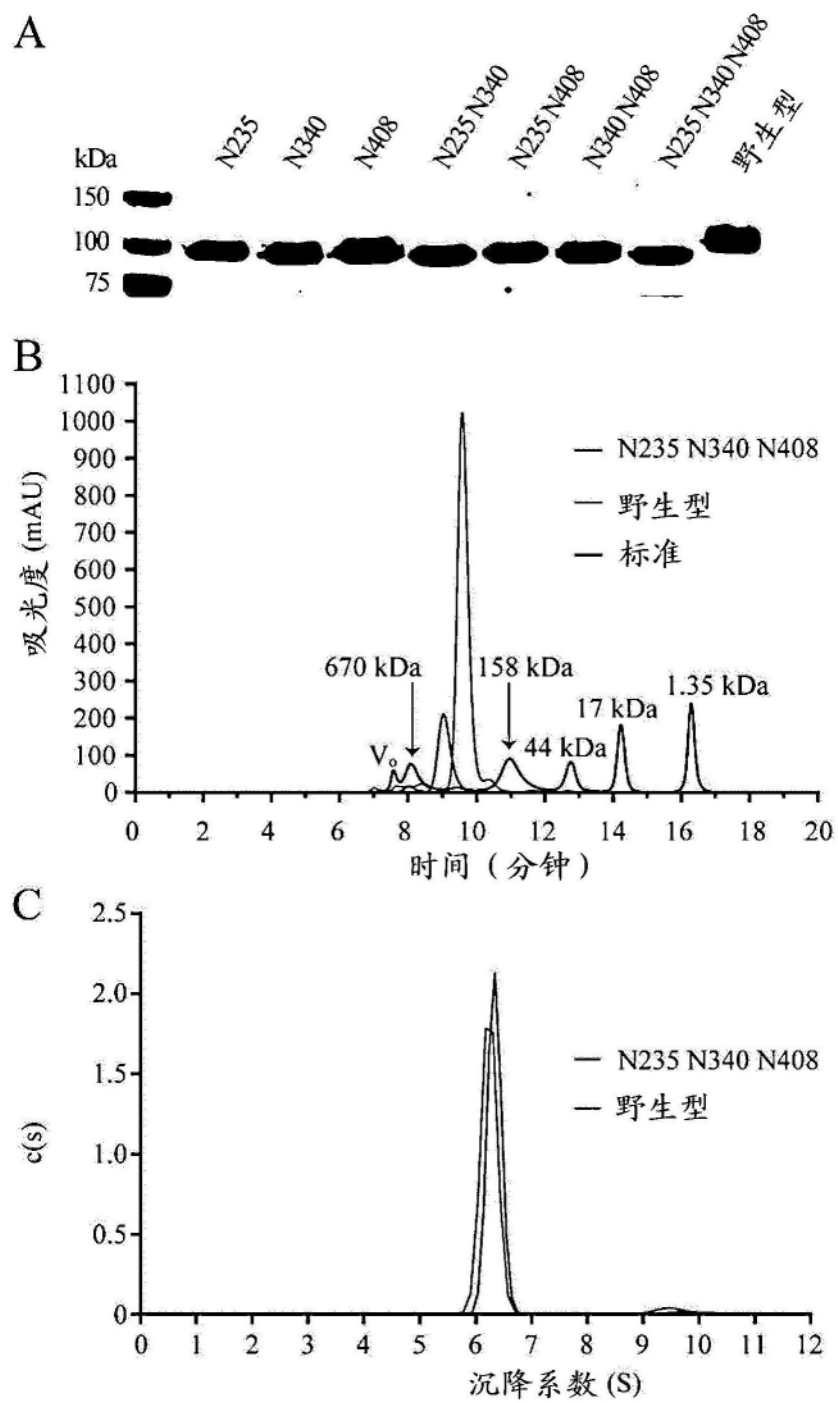 A
N235
N340
N408
N235 N340
N235 N408
N340 N408
N235 N340 N408
野生型
kDa
150
100
75
B
1100
1000
900
800
700
600
500
400
300
200
100
0
吸光度 (mAU)
N235 N340 N408
野生型
标准
670 kDa
158 kDa
1.35 kDa
17 kDa
44 kDa
Vo
0 2 4 6 8 10 12 14 16 18 20
时间（分钟）
C
2.5
2.0
1.5
1.0
0.5
0
c(s)
N235 N340 N408
野生型
0 1 2 3 4 5 6 7 8 9 10 11 12
沉降系数 (S)